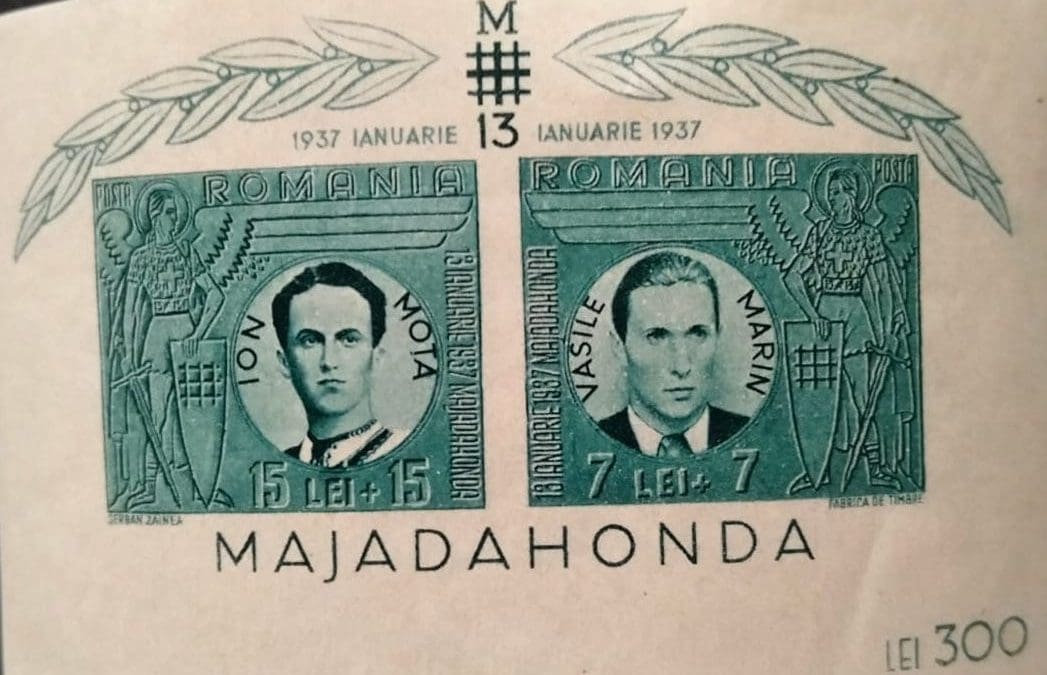 M
1937 IANUARIE 13 IANUARIE 1937
POSTA ROMANIA
13 IANUARIE 1937 MAJADAHONDA
ION MOTA
15 LEI + 15
ROMANIA POSTA
13 IANUARIE 1937 MAJADAHONDA
VASILE MARIN
7 LEI + 7
SERBAN ZAINEA
FABRICA DE TIMBRE
MAJADAHONDA
LEI 300